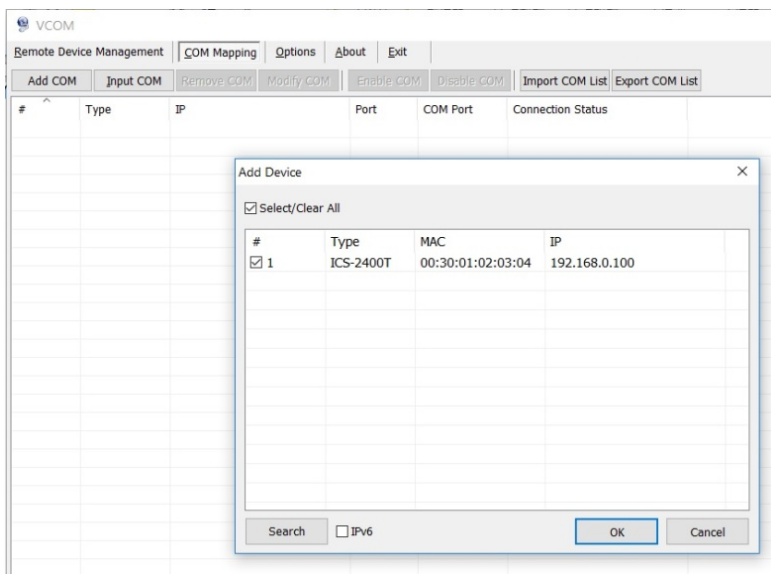 VCOM
Remote Device Management COM Mapping Options About Exit
Add COM Input COM Remove COM Modify COM Enable COM Disable COM Import COM List Export COM List
# Type IP Port COM Port Connection Status
Add Device
Select/Clear All
# Type MAC IP
1 ICS-2400T 00:30:01:02:03:04 192.168.0.100
Search IPv6 OK Cancel